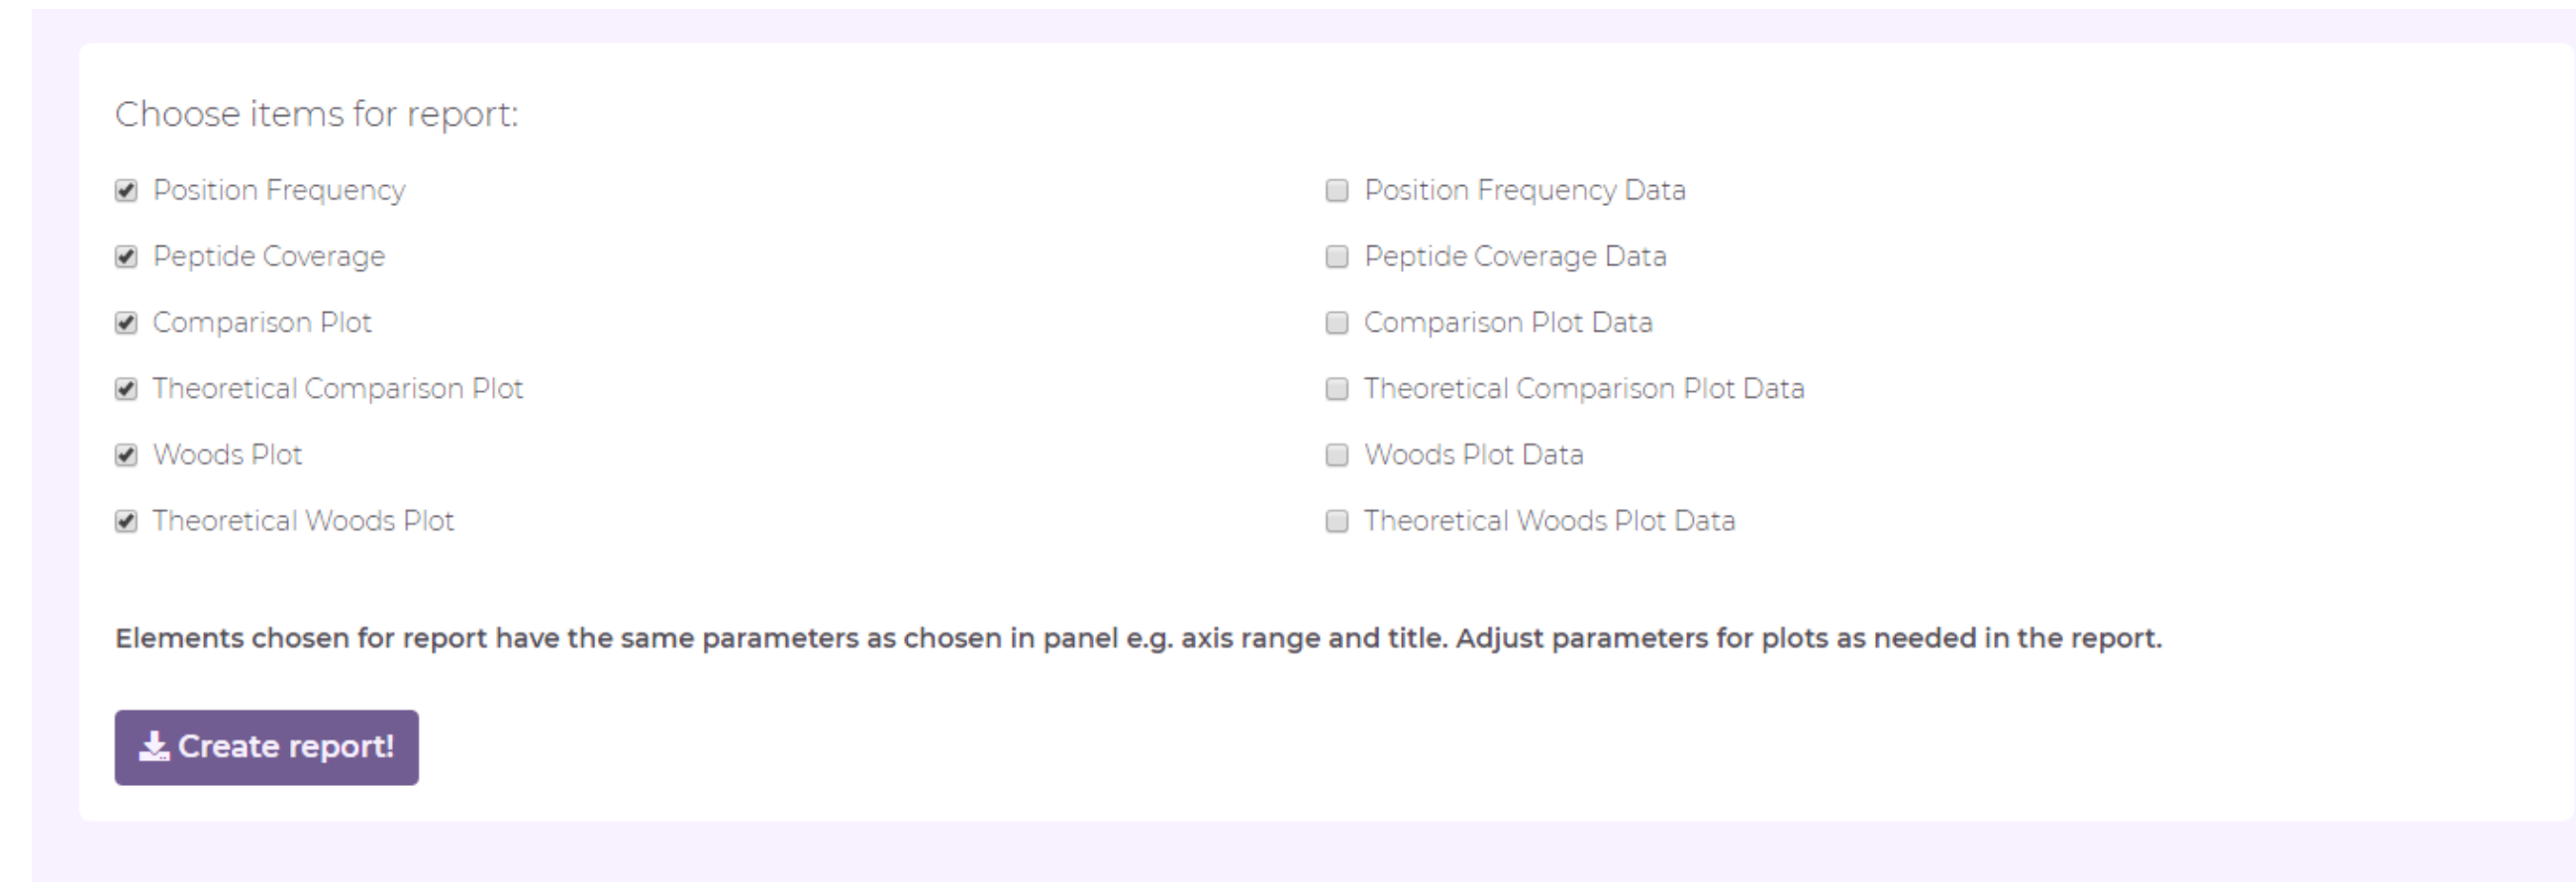 Choose items for report:
Position Frequency
Peptide Coverage
Comparison Plot
Theoretical Comparison Plot
Woods Plot
Theoretical Woods Plot
Position Frequency Data
Peptide Coverage Data
Comparison Plot Data
Theoretical Comparison Plot Data
Woods Plot Data
Theoretical Woods Plot Data
Elements chosen for report have the same parameters as chosen in panel e.g. axis range and title. Adjust parameters for plots as needed in the report.
Create report!